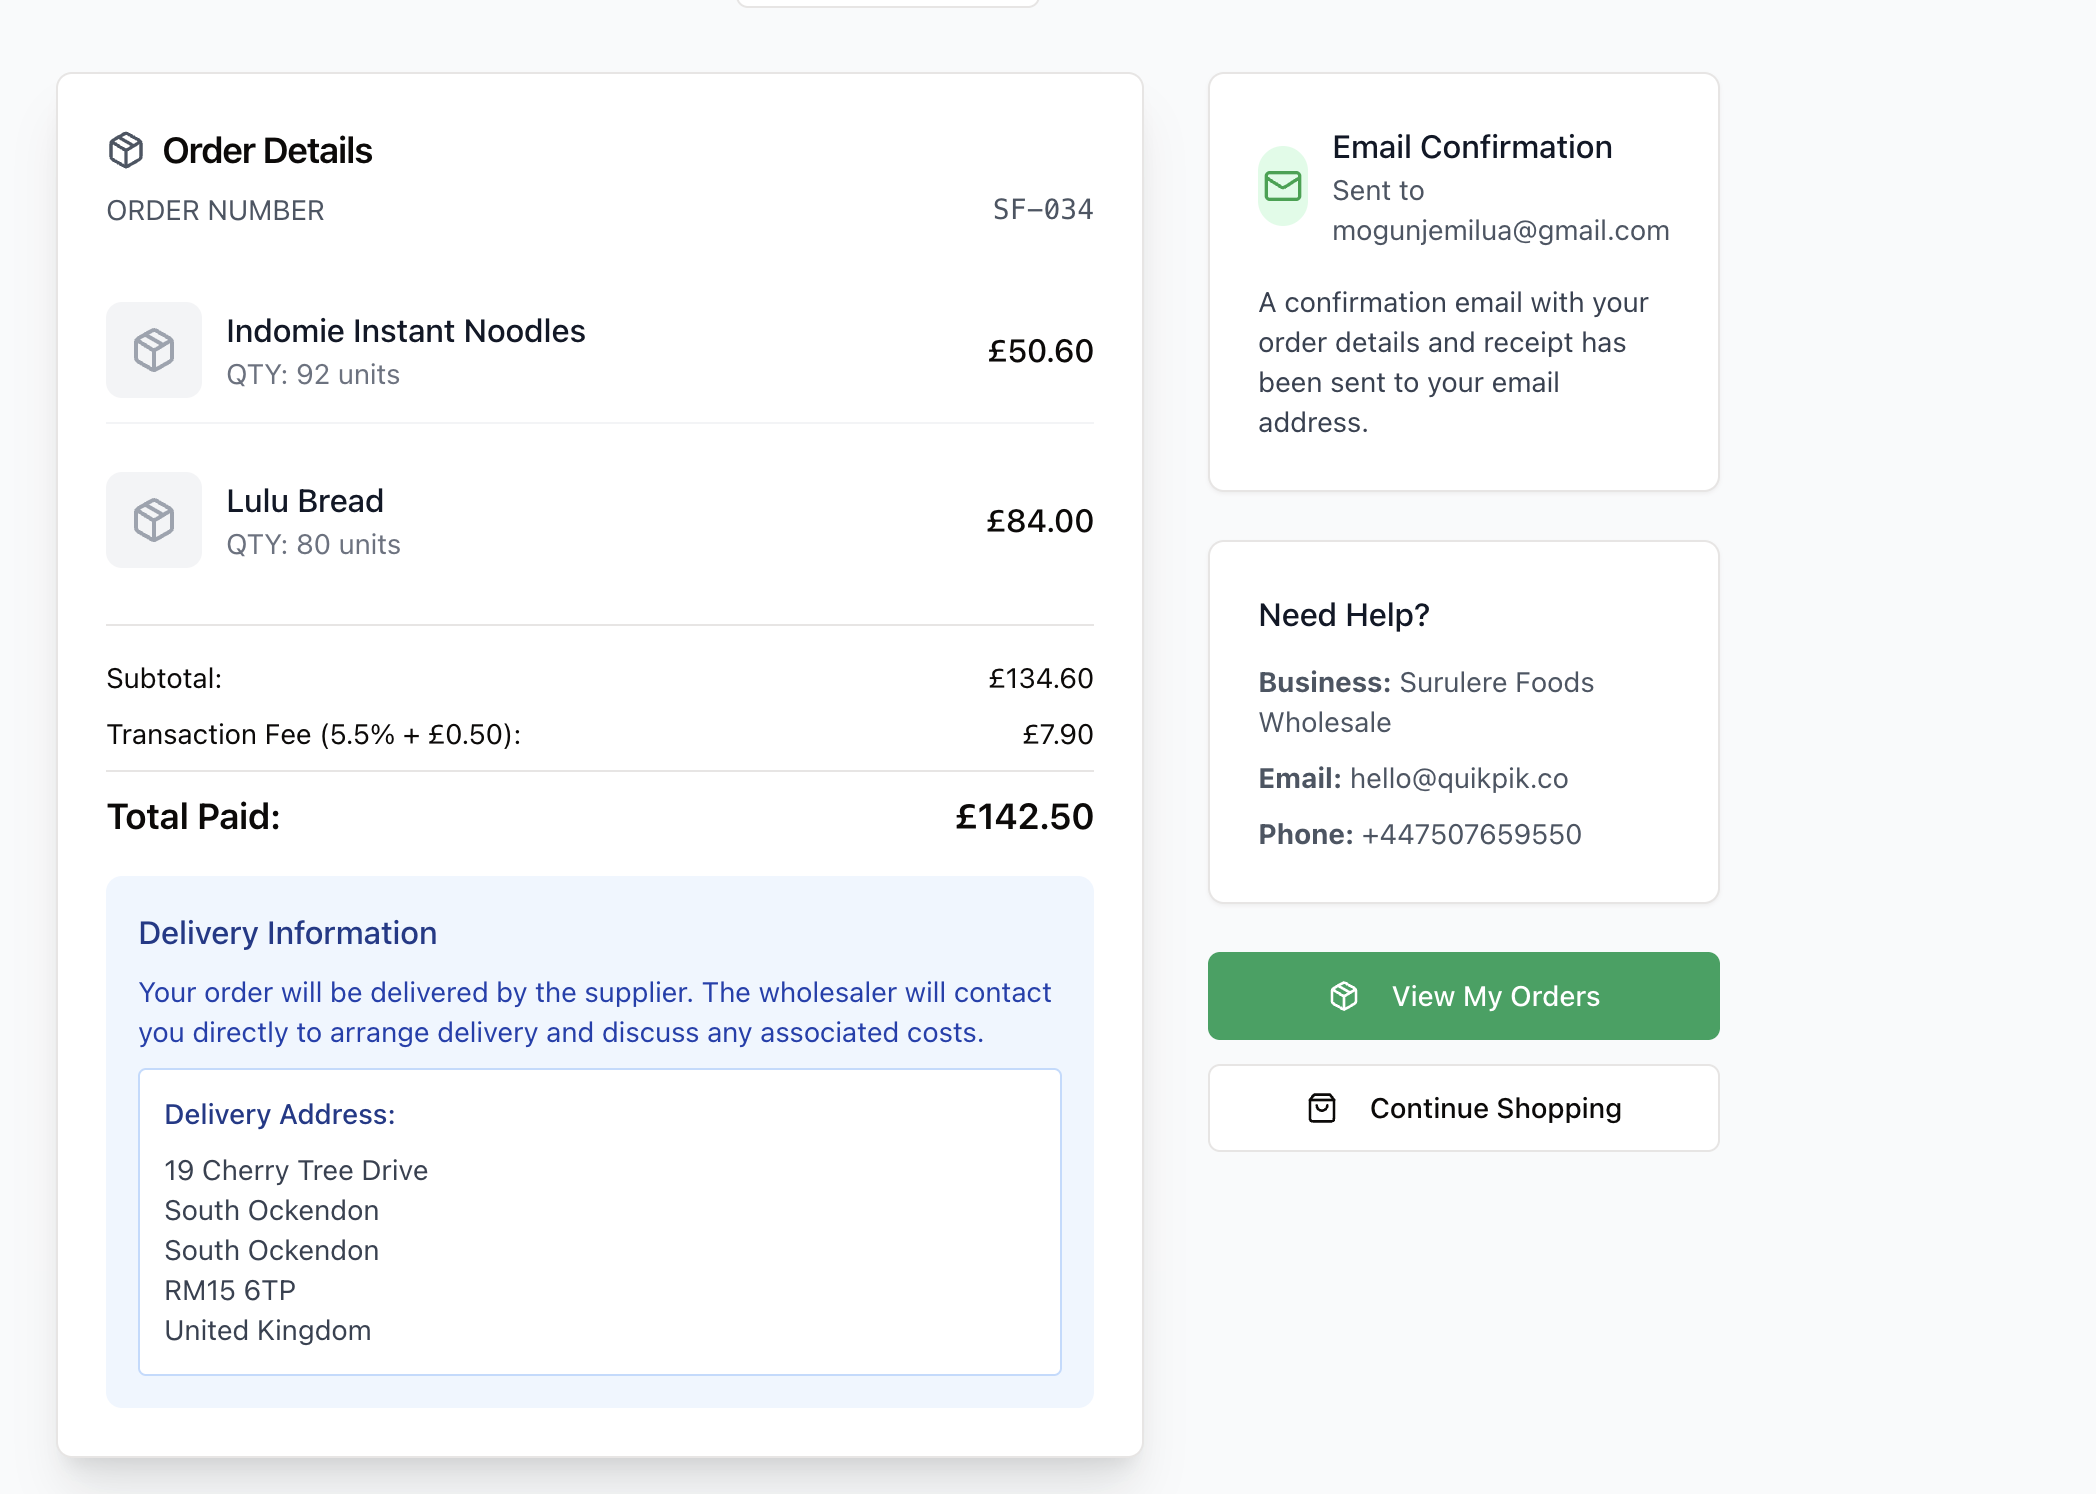 Order Details
ORDER NUMBER
SF-034
Indomie Instant Noodles
QTY: 92 units
£50.60
Lulu Bread
QTY: 80 units
£84.00
Subtotal:
£134.60
Transaction Fee (5.5% + £0.50):
£7.90
Total Paid:
£142.50
Delivery Information
Your order will be delivered by the supplier. The wholesaler will contact
you directly to arrange delivery and discuss any associated costs.
Delivery Address:
19 Cherry Tree Drive
South Ockendon
South Ockendon
RM15 6TP
United Kingdom
Email Confirmation
Sent to
mogunjemilua@gmail.com
A confirmation email with your
order details and receipt has
been sent to your email
address.
Need Help?
Business: Surulere Foods
Wholesale
Email: hello@quikpik.co
Phone: +447507659550
View My Orders
Continue Shopping